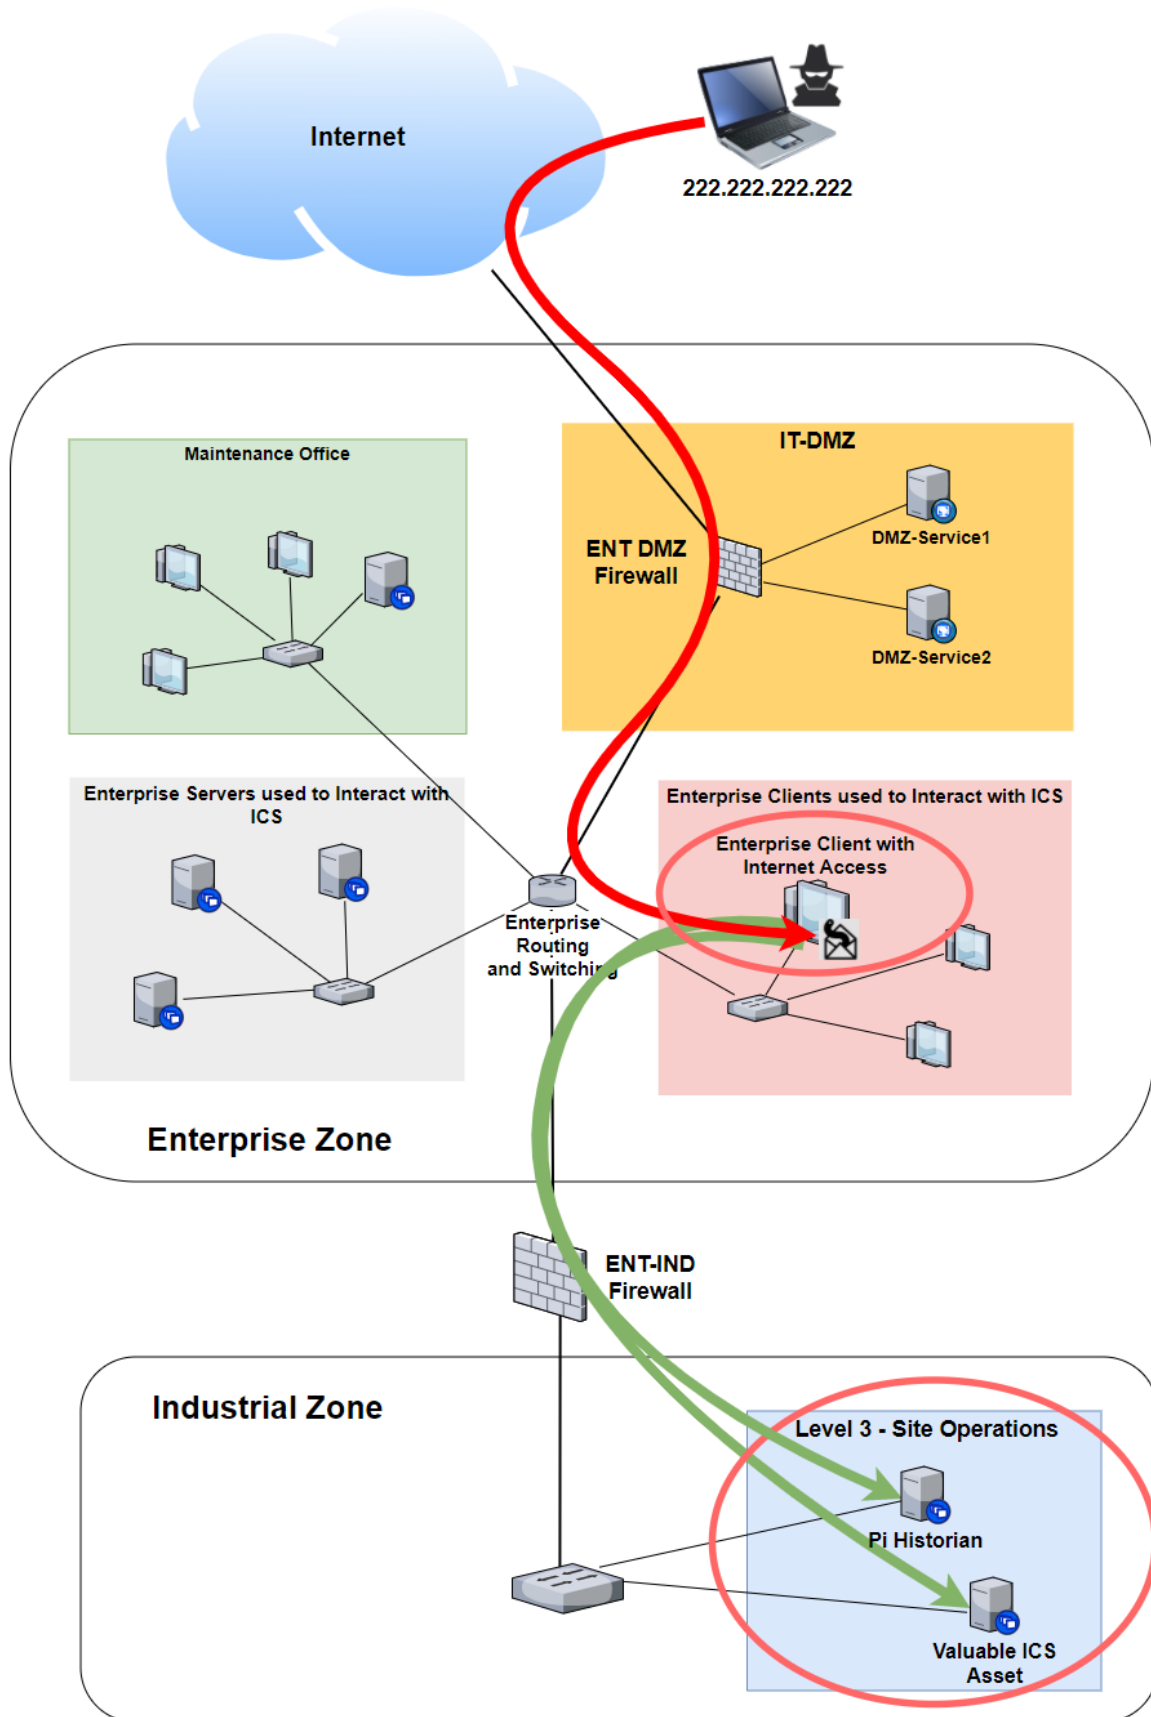 Internet
222.222.222.222
Maintenance Office
IT-DMZ
DMZ-Service1
ENT DMZ
Firewall
DMZ-Service2
Enterprise Servers used to Interact with
ICS
Enterprise Clients used to Interact with ICS
Enterprise Client with
Internet Access
Enterprise
Routing
and Switching
Enterprise Zone
ENT-IND
Firewall
Industrial Zone
Level 3 - Site Operations
Pi Historian
Valuable ICS
Asset